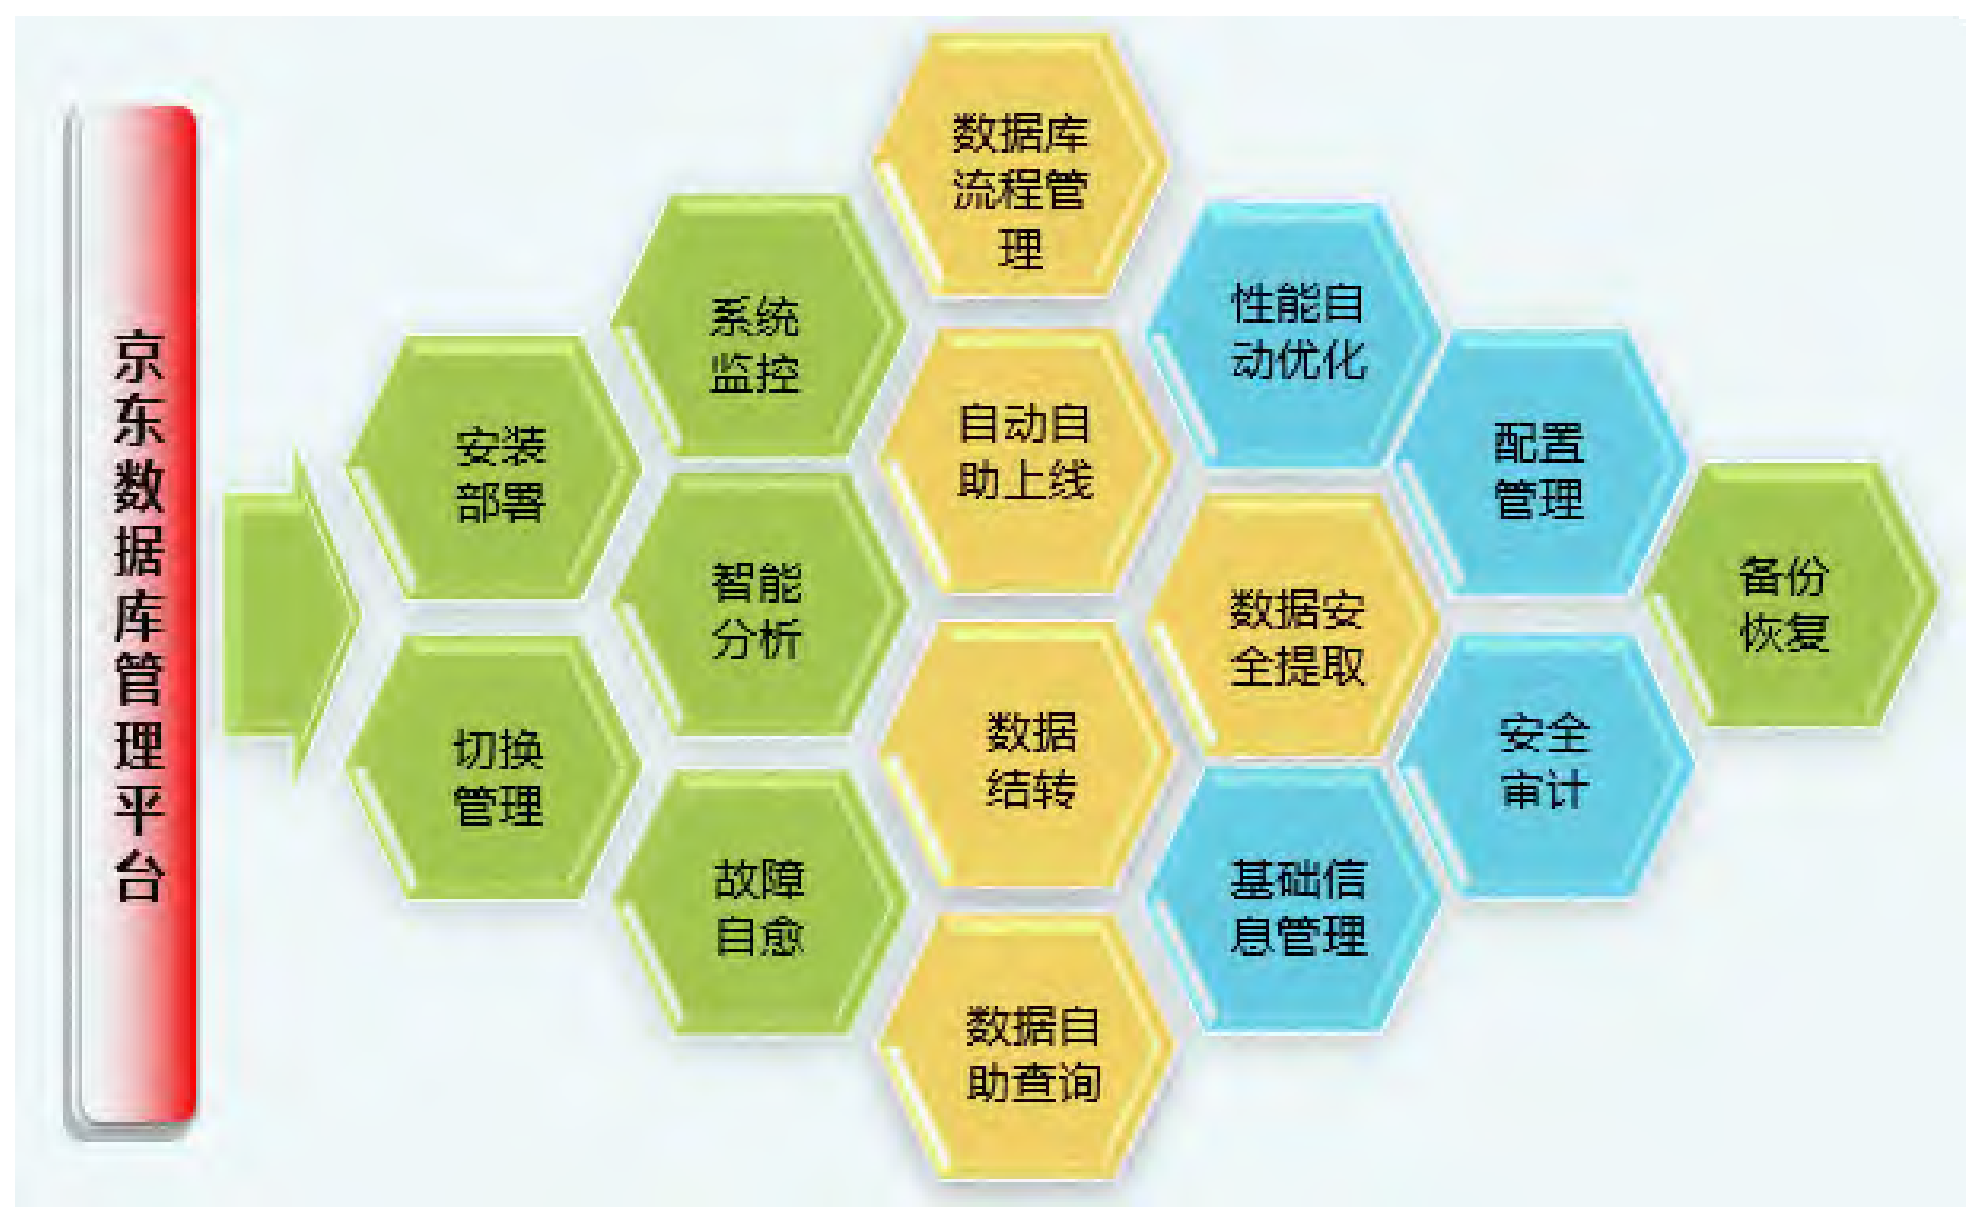 京东数据库管理平台
安装
部署
切换
管理
系统
监控
智能
分析
故障
自愈
数据库
流程管
理
自动自
助上线
数据
结转
数据自
助查询
性能自
动优化
数据安
全提取
基础信
息管理
配置
管理
安全
审计
备份
恢复